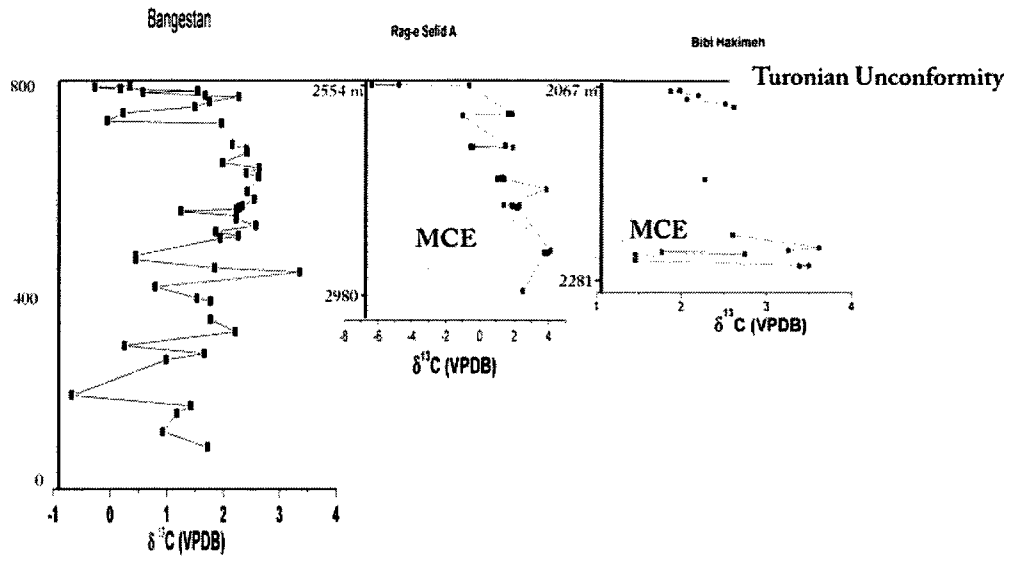 Bangestan
Rag-e Sefid A
Bibi Hakimeh
Turonian Unconformity
800
400
0
-1 0 1 2 3 4
δ13C (VPDB)
2554 m
MCE
2980
-8 -6 -4 -2 0 2 4
δ13C (VPDB)
2067 m
MCE
2281
1 2 3 4
δ13C (VPDB)